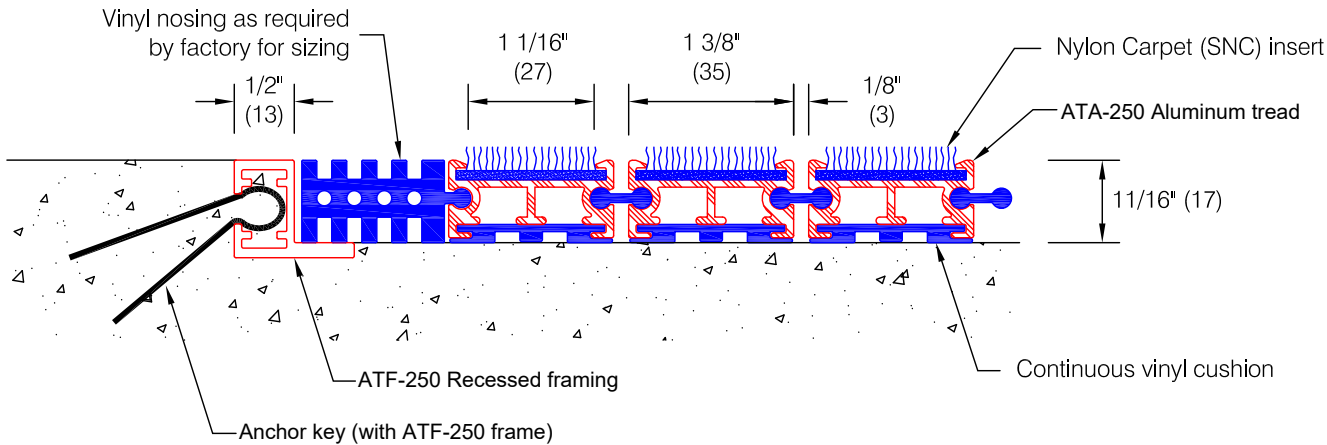 Vinyl nosing as required
by factory for sizing
1/2"
(13)
1 1/16"
(27)
1 3/8"
(35)
1/8"
(3)
Nylon Carpet (SNC) insert
ATA-250 Aluminum tread
11/16" (17)
Continuous vinyl cushion
ATF-250 Recessed framing
Anchor key (with ATF-250 frame)